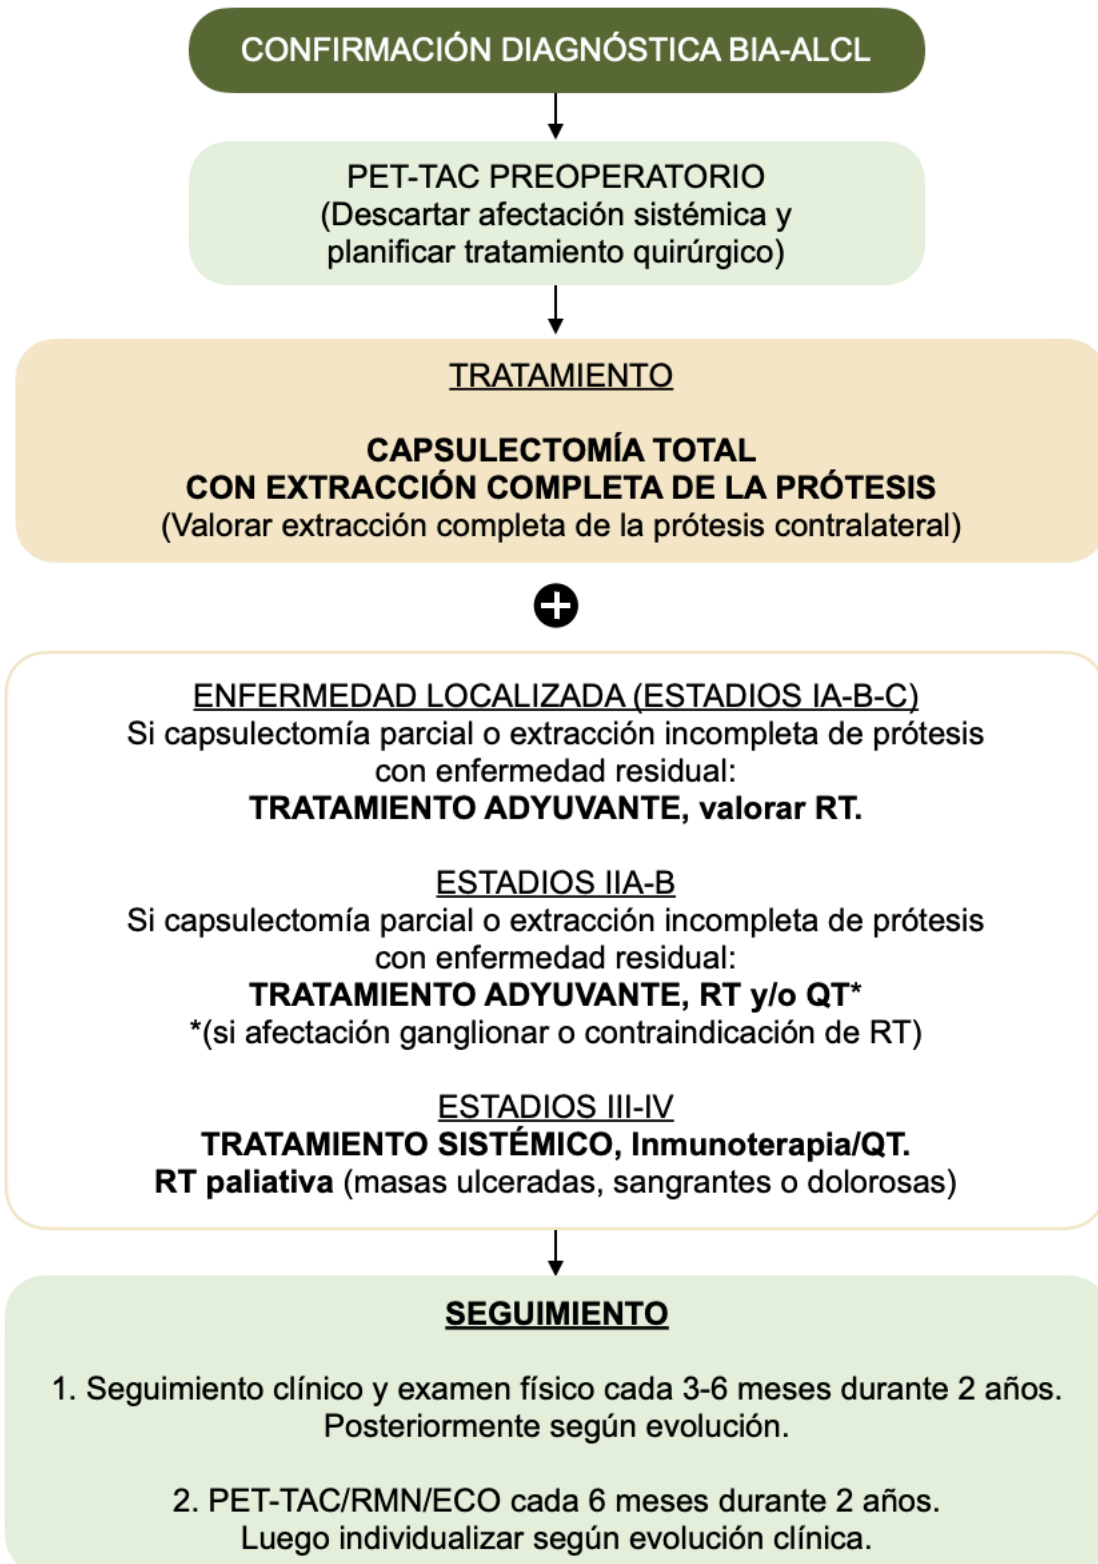 CONFIRMACIÓN DIAGNÓSTICA BIA-ALCL
PET-TAC PREOPERATORIO
(Descartar afectación sistémica y
planificar tratamiento quirúrgico)
TRATAMIENTO
CAPSULECTOMÍA TOTAL
CON EXTRACCIÓN COMPLETA DE LA PRÓTESIS
(Valorar extracción completa de la prótesis contralateral)
ENFERMEDAD LOCALIZADA (ESTADIOS IA-B-C)
Si capsulectomía parcial o extracción incompleta de prótesis
con enfermedad residual:
TRATAMIENTO ADYUVANTE, valorar RT.
ESTADIOS IIA-B
Si capsulectomía parcial o extracción incompleta de prótesis
con enfermedad residual:
TRATAMIENTO ADYUVANTE, RT y/o QT*
*(si afectación ganglionar o contraindicación de RT)
ESTADIOS III-IV
TRATAMIENTO SISTÉMICO, Inmunoterapia/QT.
RT paliativa (masas ulceradas, sangrantes o dolorosas)
SEGUIMIENTO
1. Seguimiento clínico y examen físico cada 3-6 meses durante 2 años.
Posteriormente según evolución.
2. PET-TAC/RMN/ECO cada 6 meses durante 2 años.
Luego individualizar según evolución clínica.